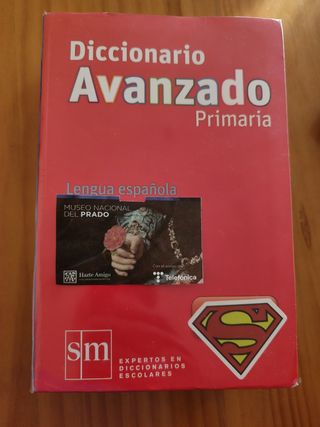 Diccionario
Avanzado
Primaria
Lengua española
MUSEO NACIONAL
DEL PRADO
Hazte Amigo
Telefónica
S
sm
EXPERTOS EN
DICCIONARIOS
ESCOLARES